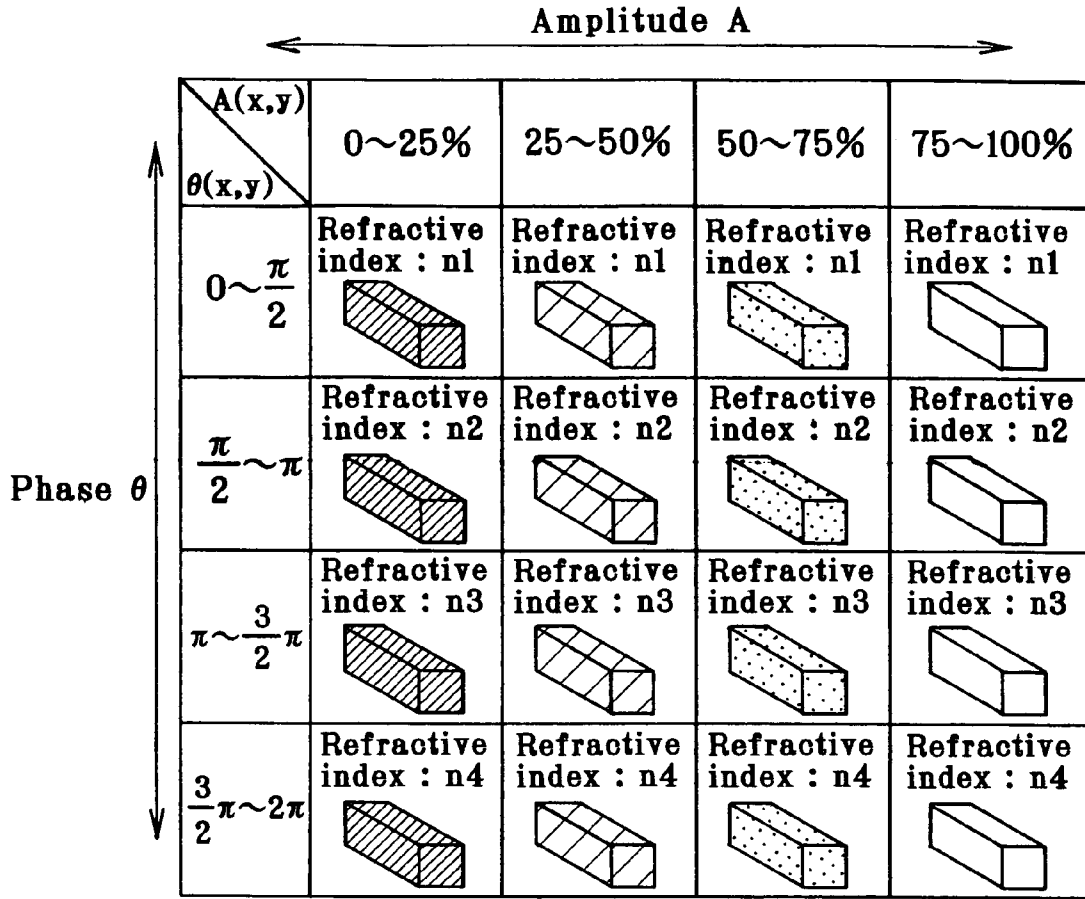 Amplitude A
A(x,y)
θ(x,y)
0~25% 25~50% 50~75% 75~100%
Phase θ
0~π/2
Refractive index : n1 Refractive index : n1 Refractive index : n1 Refractive index : n1
π/2~π
Refractive index : n2 Refractive index : n2 Refractive index : n2 Refractive index : n2
π~3/2π
Refractive index : n3 Refractive index : n3 Refractive index : n3 Refractive index : n3
3/2π~2π
Refractive index : n4 Refractive index : n4 Refractive index : n4 Refractive index : n4